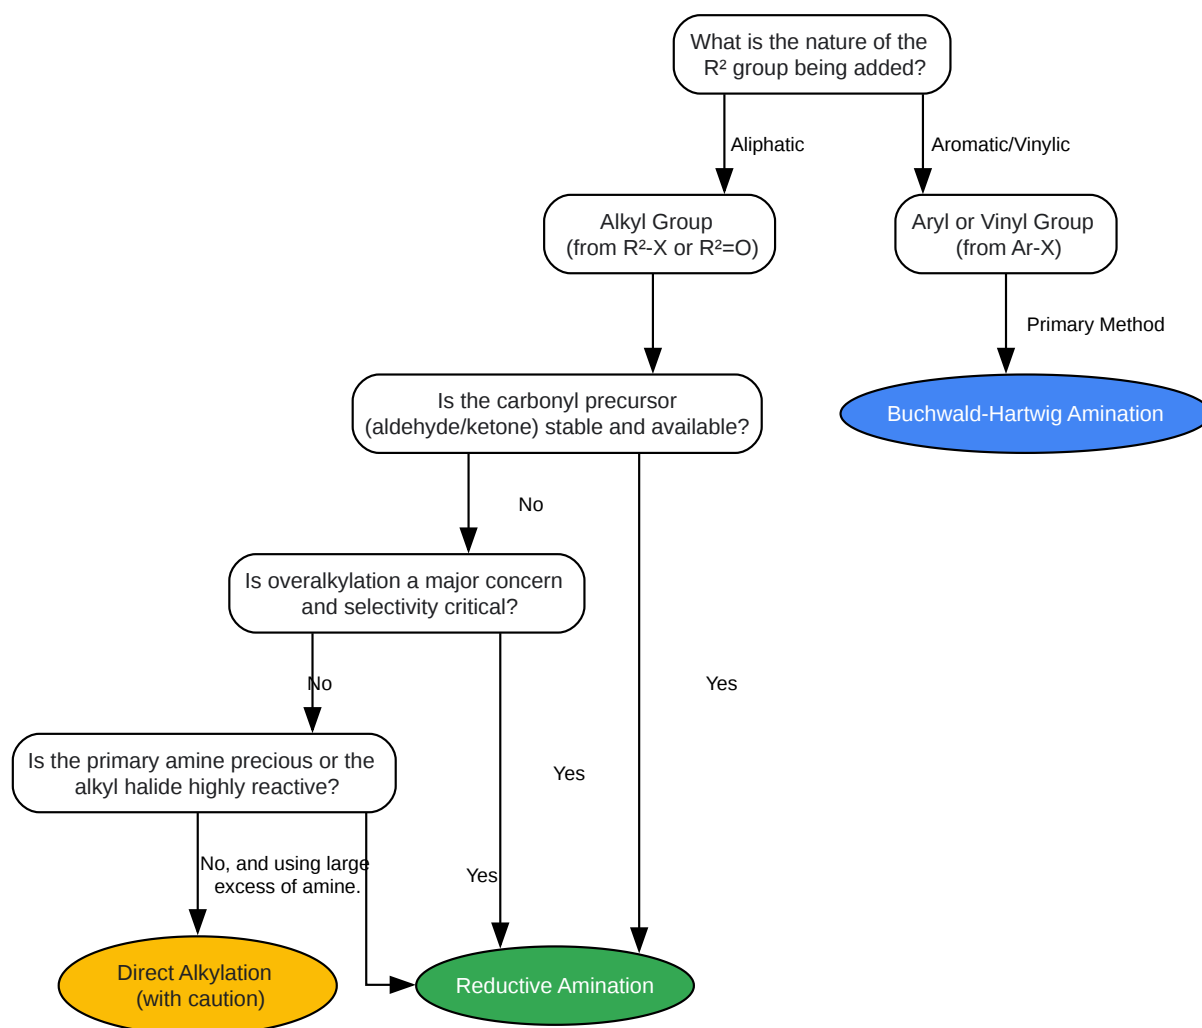 What is the nature of the
R² group being added?
Aliphatic
Aromatic/Vinylic
Alkyl Group
(from R²-X or R²=O)
Aryl or Vinyl Group
(from Ar-X)
Primary Method
Is the carbonyl precursor
(aldehyde/ketone) stable and available?
Buchwald-Hartwig Amination
No
Is overalkylation a major concern
and selectivity critical?
No
Yes
Is the primary amine precious or the
alkyl halide highly reactive?
Yes
No, and using large
excess of amine.
Yes
Direct Alkylation
(with caution)
Reductive Amination